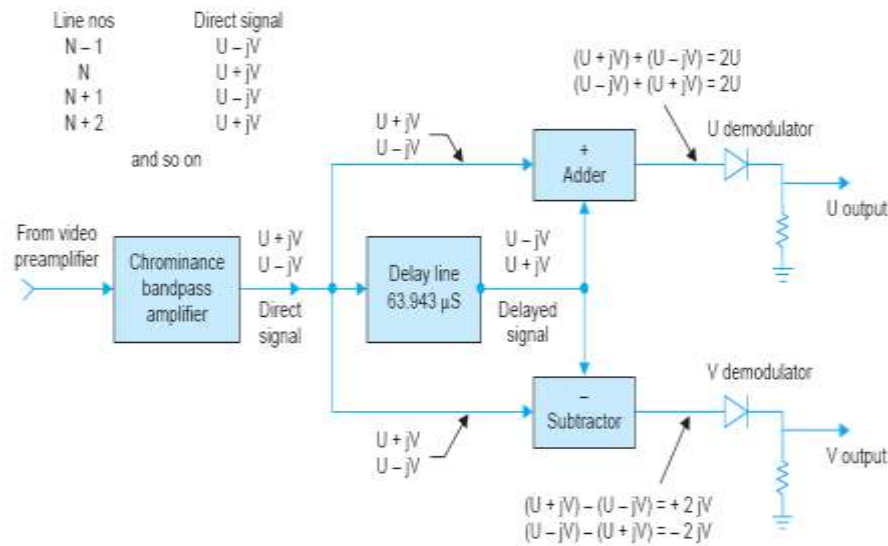 Line nos Direct signal
N – 1 U – jV
N U + jV
N + 1 U – jV
N + 2 U + jV
and so on
(U + jV) + (U – jV) = 2U
(U – jV) + (U + jV) = 2U
U + jV
U – jV
+
Adder
U demodulator
U output
From video
preamplifier
Chrominance
bandpass
amplifier
U + jV
U – jV
Direct
signal
Delay line
63.943 μS
U – jV
U + jV
Delayed
signal
–
Subtractor
V demodulator
U + jV
U – jV
V output
(U + jV) – (U – jV) = + 2 jV
(U – jV) – (U + jV) = – 2 jV